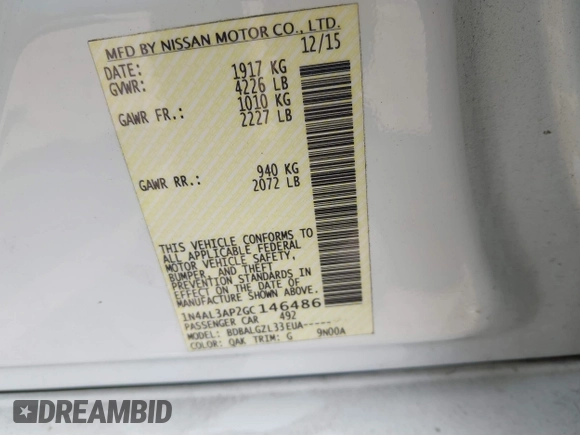 MFD BY NISSAN MOTOR CO., LTD.
DATE: 12/15
GVWR: 1917 KG
4226 LB
GAWR FR.: 1010 KG
2227 LB
GAWR RR.: 940 KG
2072 LB
THIS VEHICLE CONFORMS TO
ALL APPLICABLE FEDERAL
MOTOR VEHICLE SAFETY,
BUMPER, AND THEFT
PREVENTION STANDARDS IN
EFFECT ON THE DATE OF
MANUFACTURE SHOWN ABOVE.
1N4AL3AP2GC146486
PASSENGER CAR 492
MODEL: BDBALGZL33EUA-----
COLOR: QAK TRIM: G 9N00A
DREAMBID